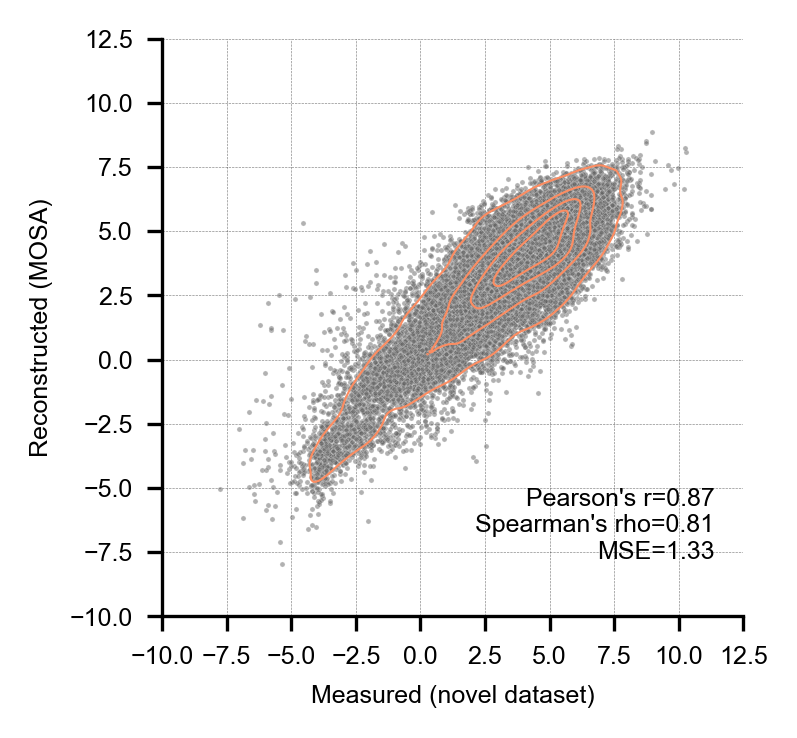 12.5
10.0
7.5
5.0
2.5
0.0
−2.5
−5.0
−7.5
−10.0
Reconstructed (MOSA)
Pearson's r=0.87
Spearman's rho=0.81
MSE=1.33
−10.0 −7.5 −5.0 −2.5 0.0 2.5 5.0 7.5 10.0 12.5
Measured (novel dataset)